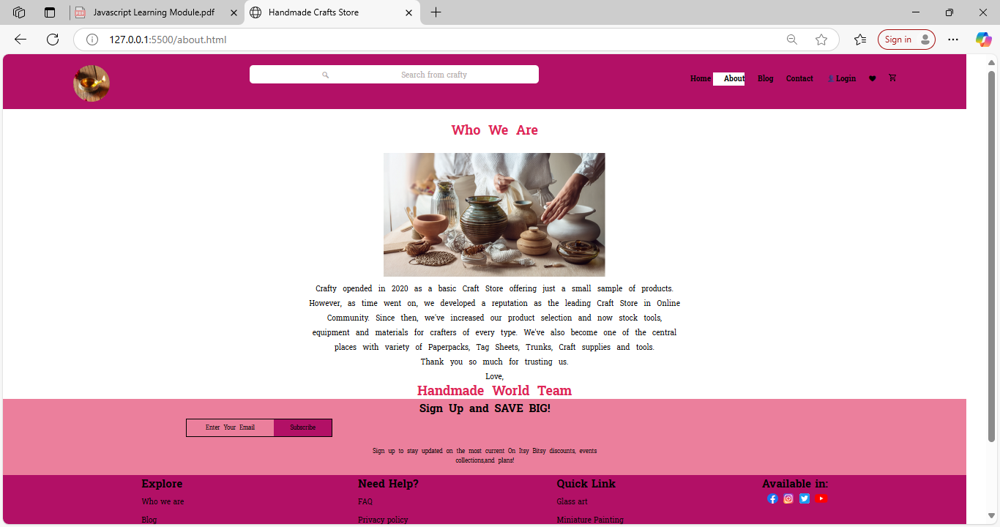 Javascript Learning Module.pdf
Handmade Crafts Store
127.0.0.1:5500/about.html
Sign in
Search from crafty
Home About Blog Contact Login
Who We Are
Crafty opended in 2020 as a basic Craft Store offering just a small sample of products.
However, as time went on, we developed a reputation as the leading Craft Store in Online
Community. Since then, we've increased our product selection and now stock tools,
equipment and materials for crafters of every type. We've also become one of the central
places with variety of Paperpacks, Tag Sheets, Trunks, Craft supplies and tools.
Thank you so much for trusting us.
Love,
Handmade World Team
Sign Up and SAVE BIG!
Enter Your Email Subscribe
Sign up to stay updated on the most current On Itsy Bitsy discounts, events
collections,and plans!
Explore Need Help? Quick Link Available in:
Who we are FAQ Glass art
Blog Privacy policy Miniature Painting